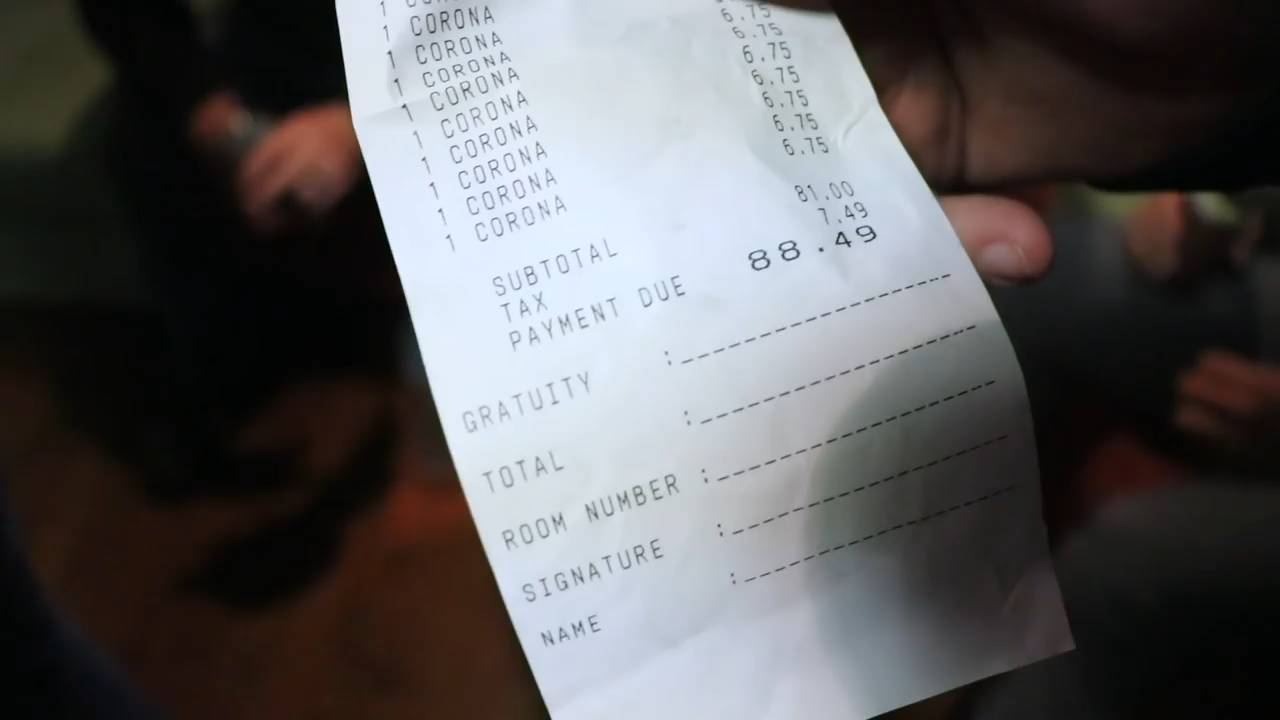 1 CORONA
1 CORONA
1 CORONA 6.75
1 CORONA 6.75
1 CORONA 6.75
1 CORONA 6.75
1 CORONA 6.75
1 CORONA 6.75
1 CORONA 6.75
SUBTOTAL 81.00
TAX 7.49
PAYMENT DUE 88.49
GRATUITY :--------------------
TOTAL :--------------------
ROOM NUMBER :--------------------
SIGNATURE :--------------------
NAME :--------------------